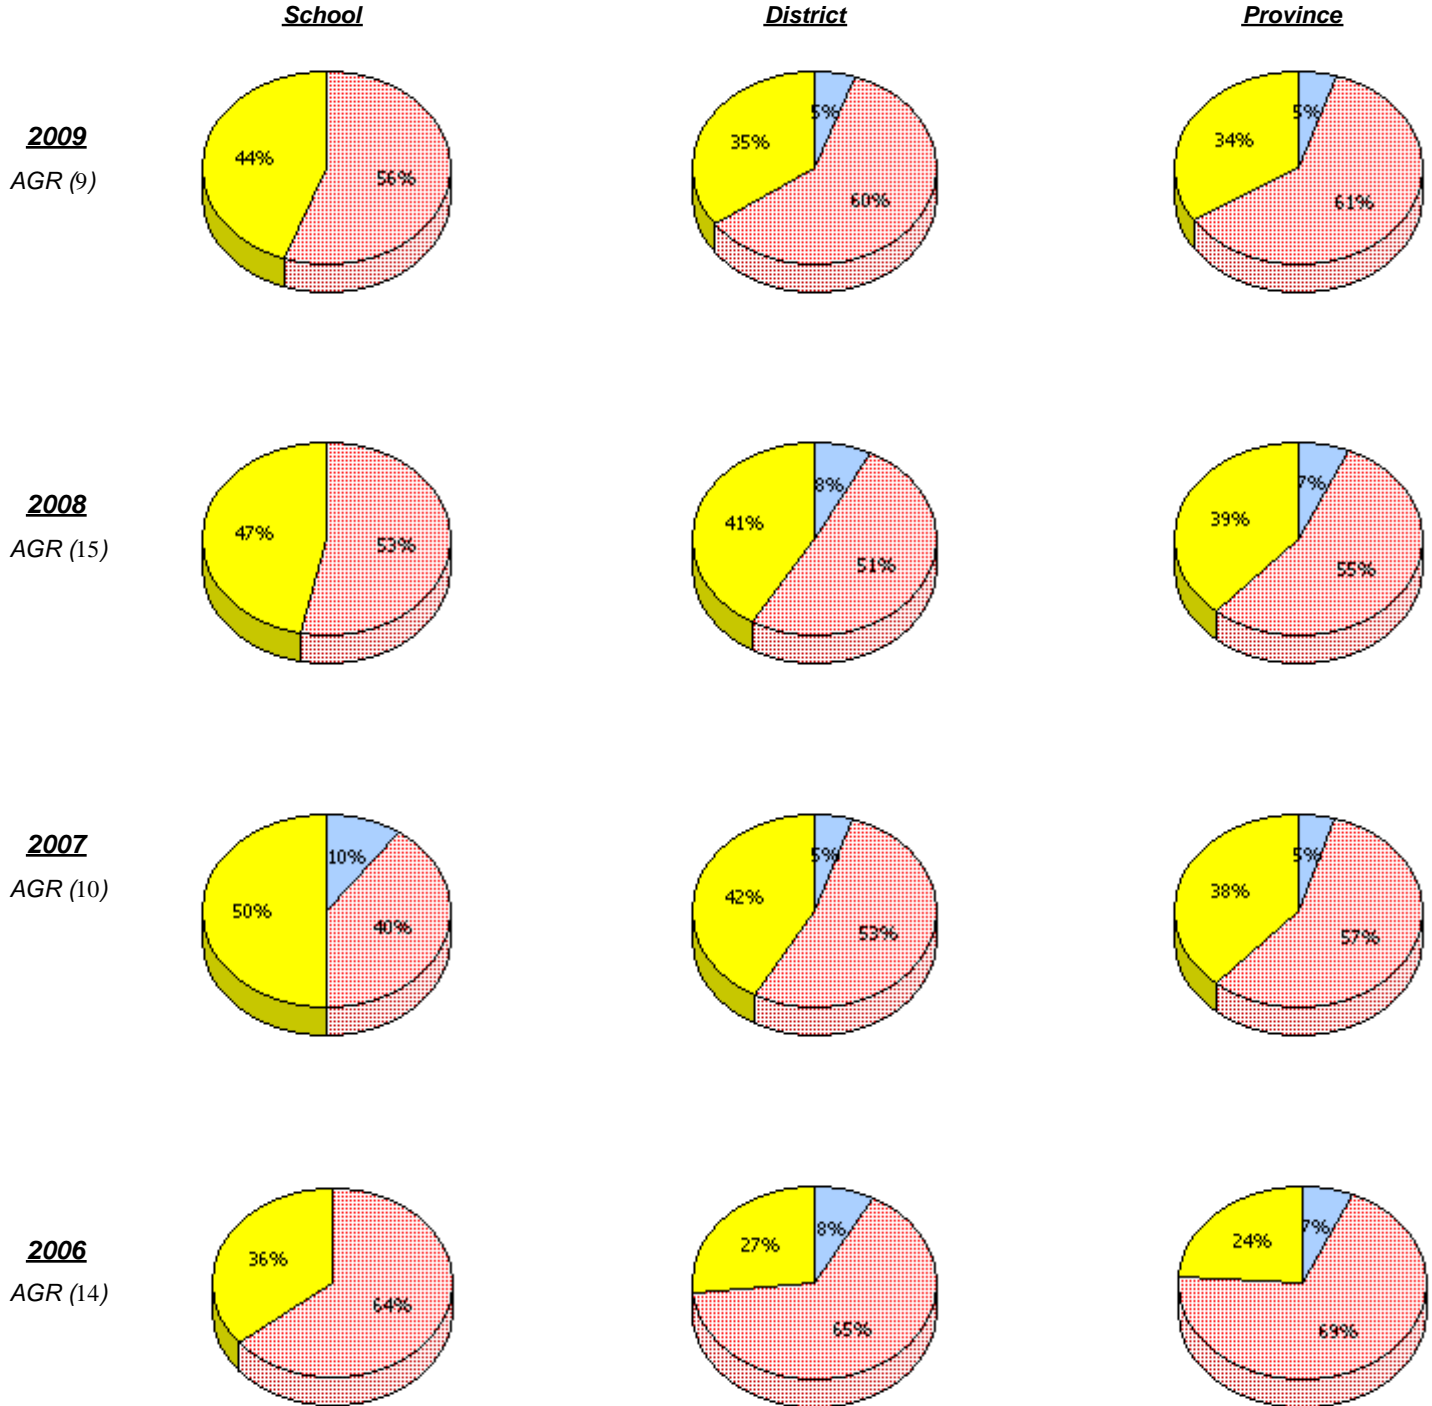 School District Province
2009
AGR (9)
44% 56% 35% 5% 60% 34% 5% 61%
2008
AGR (15)
47% 53% 41% 8% 51% 39% 7% 55%
2007
AGR (10)
50% 10% 40% 42% 5% 53% 38% 5% 57%
2006
AGR (14)
36% 64% 27% 8% 65% 24% 7% 69%